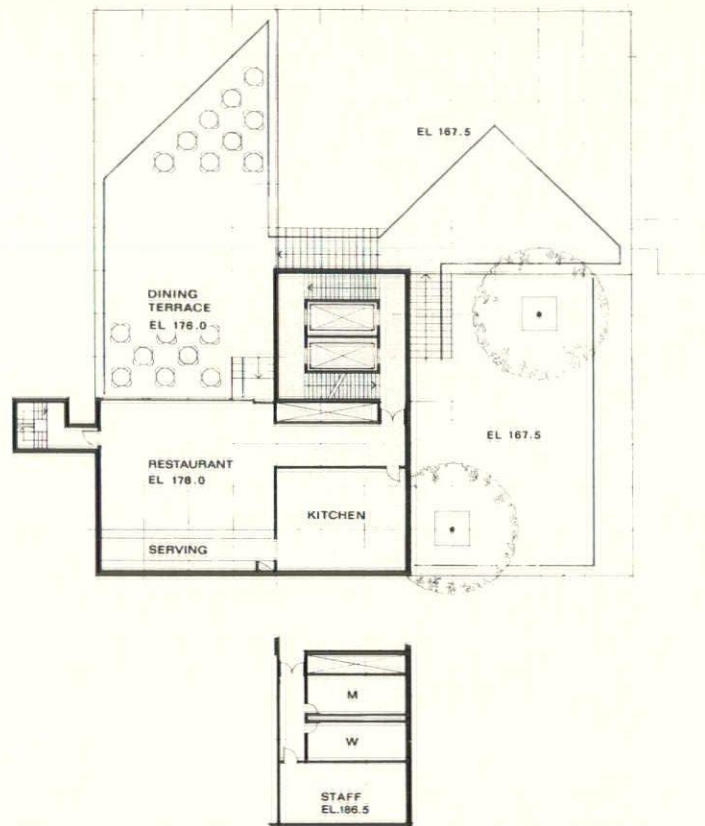 EL 167.5
DINING
TERRACE
EL 176.0
EL 167.5
RESTAURANT
EL 178.0
KITCHEN
SERVING
M
W
STAFF
EL.186.5